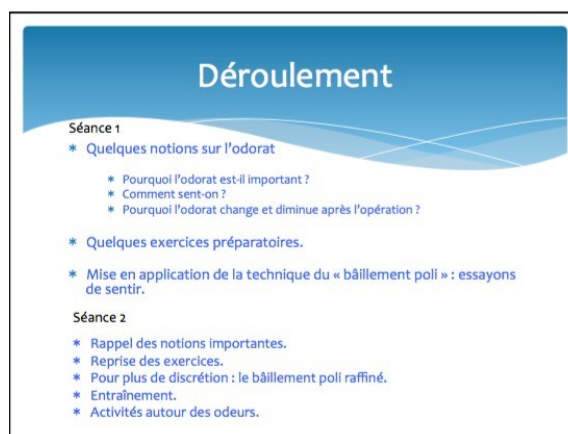 Déroulement
Séance 1
* Quelques notions sur l'odorat
* Pourquoi l'odorat est-il important ?
* Comment sent-on ?
* Pourquoi l'odorat change et diminue après l'opération ?
* Quelques exercices préparatoires.
* Mise en application de la technique du « bâillement poli » : essayons
de sentir.
Séance 2
* Rappel des notions importantes.
* Reprise des exercices.
* Pour plus de discrétion : le bâillement poli raffiné.
* Entraînement.
* Activités autour des odeurs.